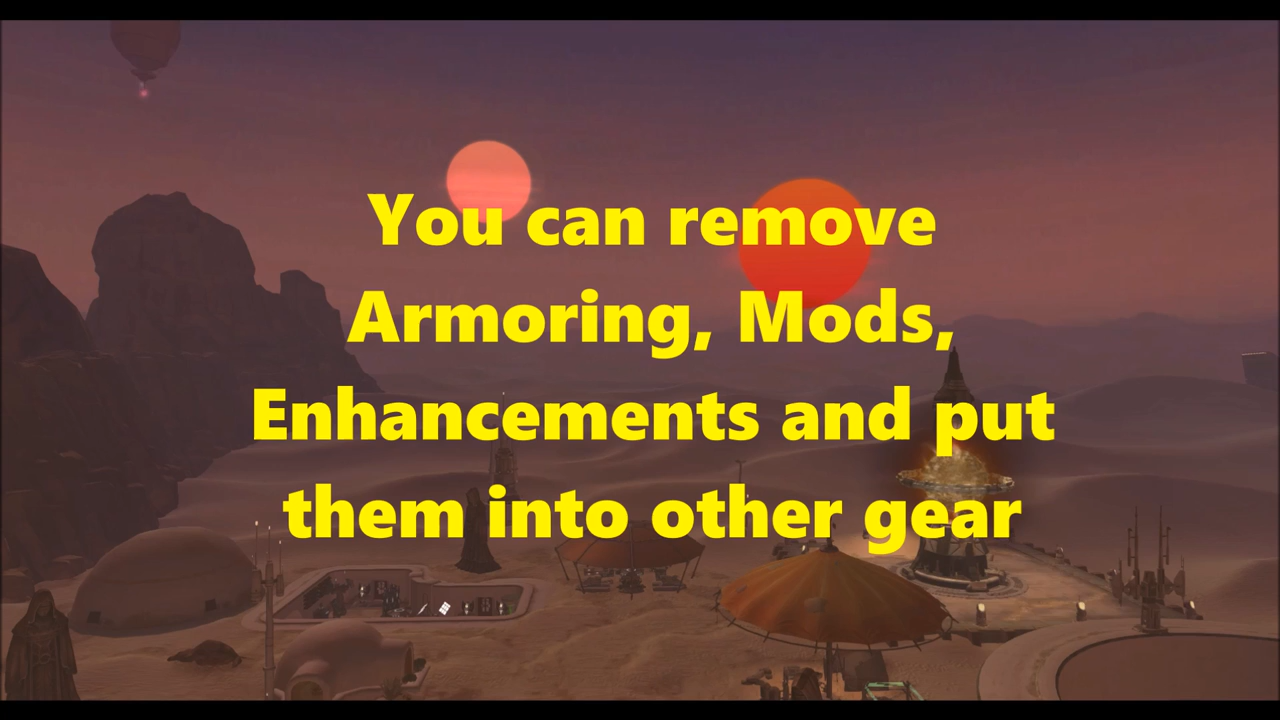 You can remove
Armoring, Mods,
Enhancements and put
them into other gear